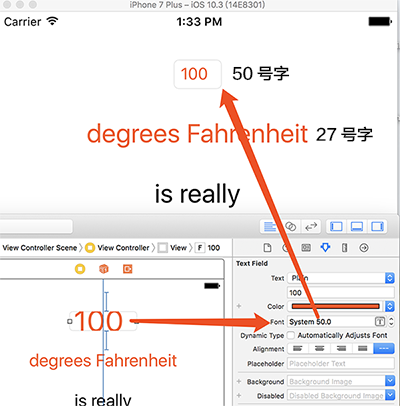 iPhone 7 Plus – iOS 10.3 (14E8301)
Carrier 1:33 PM
100 50 号字
degrees Fahrenheit 27 号字
is really
View Controller Scene View Controller View F 100
Text Field
Text Plain
100
Color
Font System 50.0
Dynamic Type Automatically Adjusts Font
Alignment
Placeholder Placeholder Text
Background Background Image
Disabled Disabled Background Image
100
degrees Fahrenheit
is really